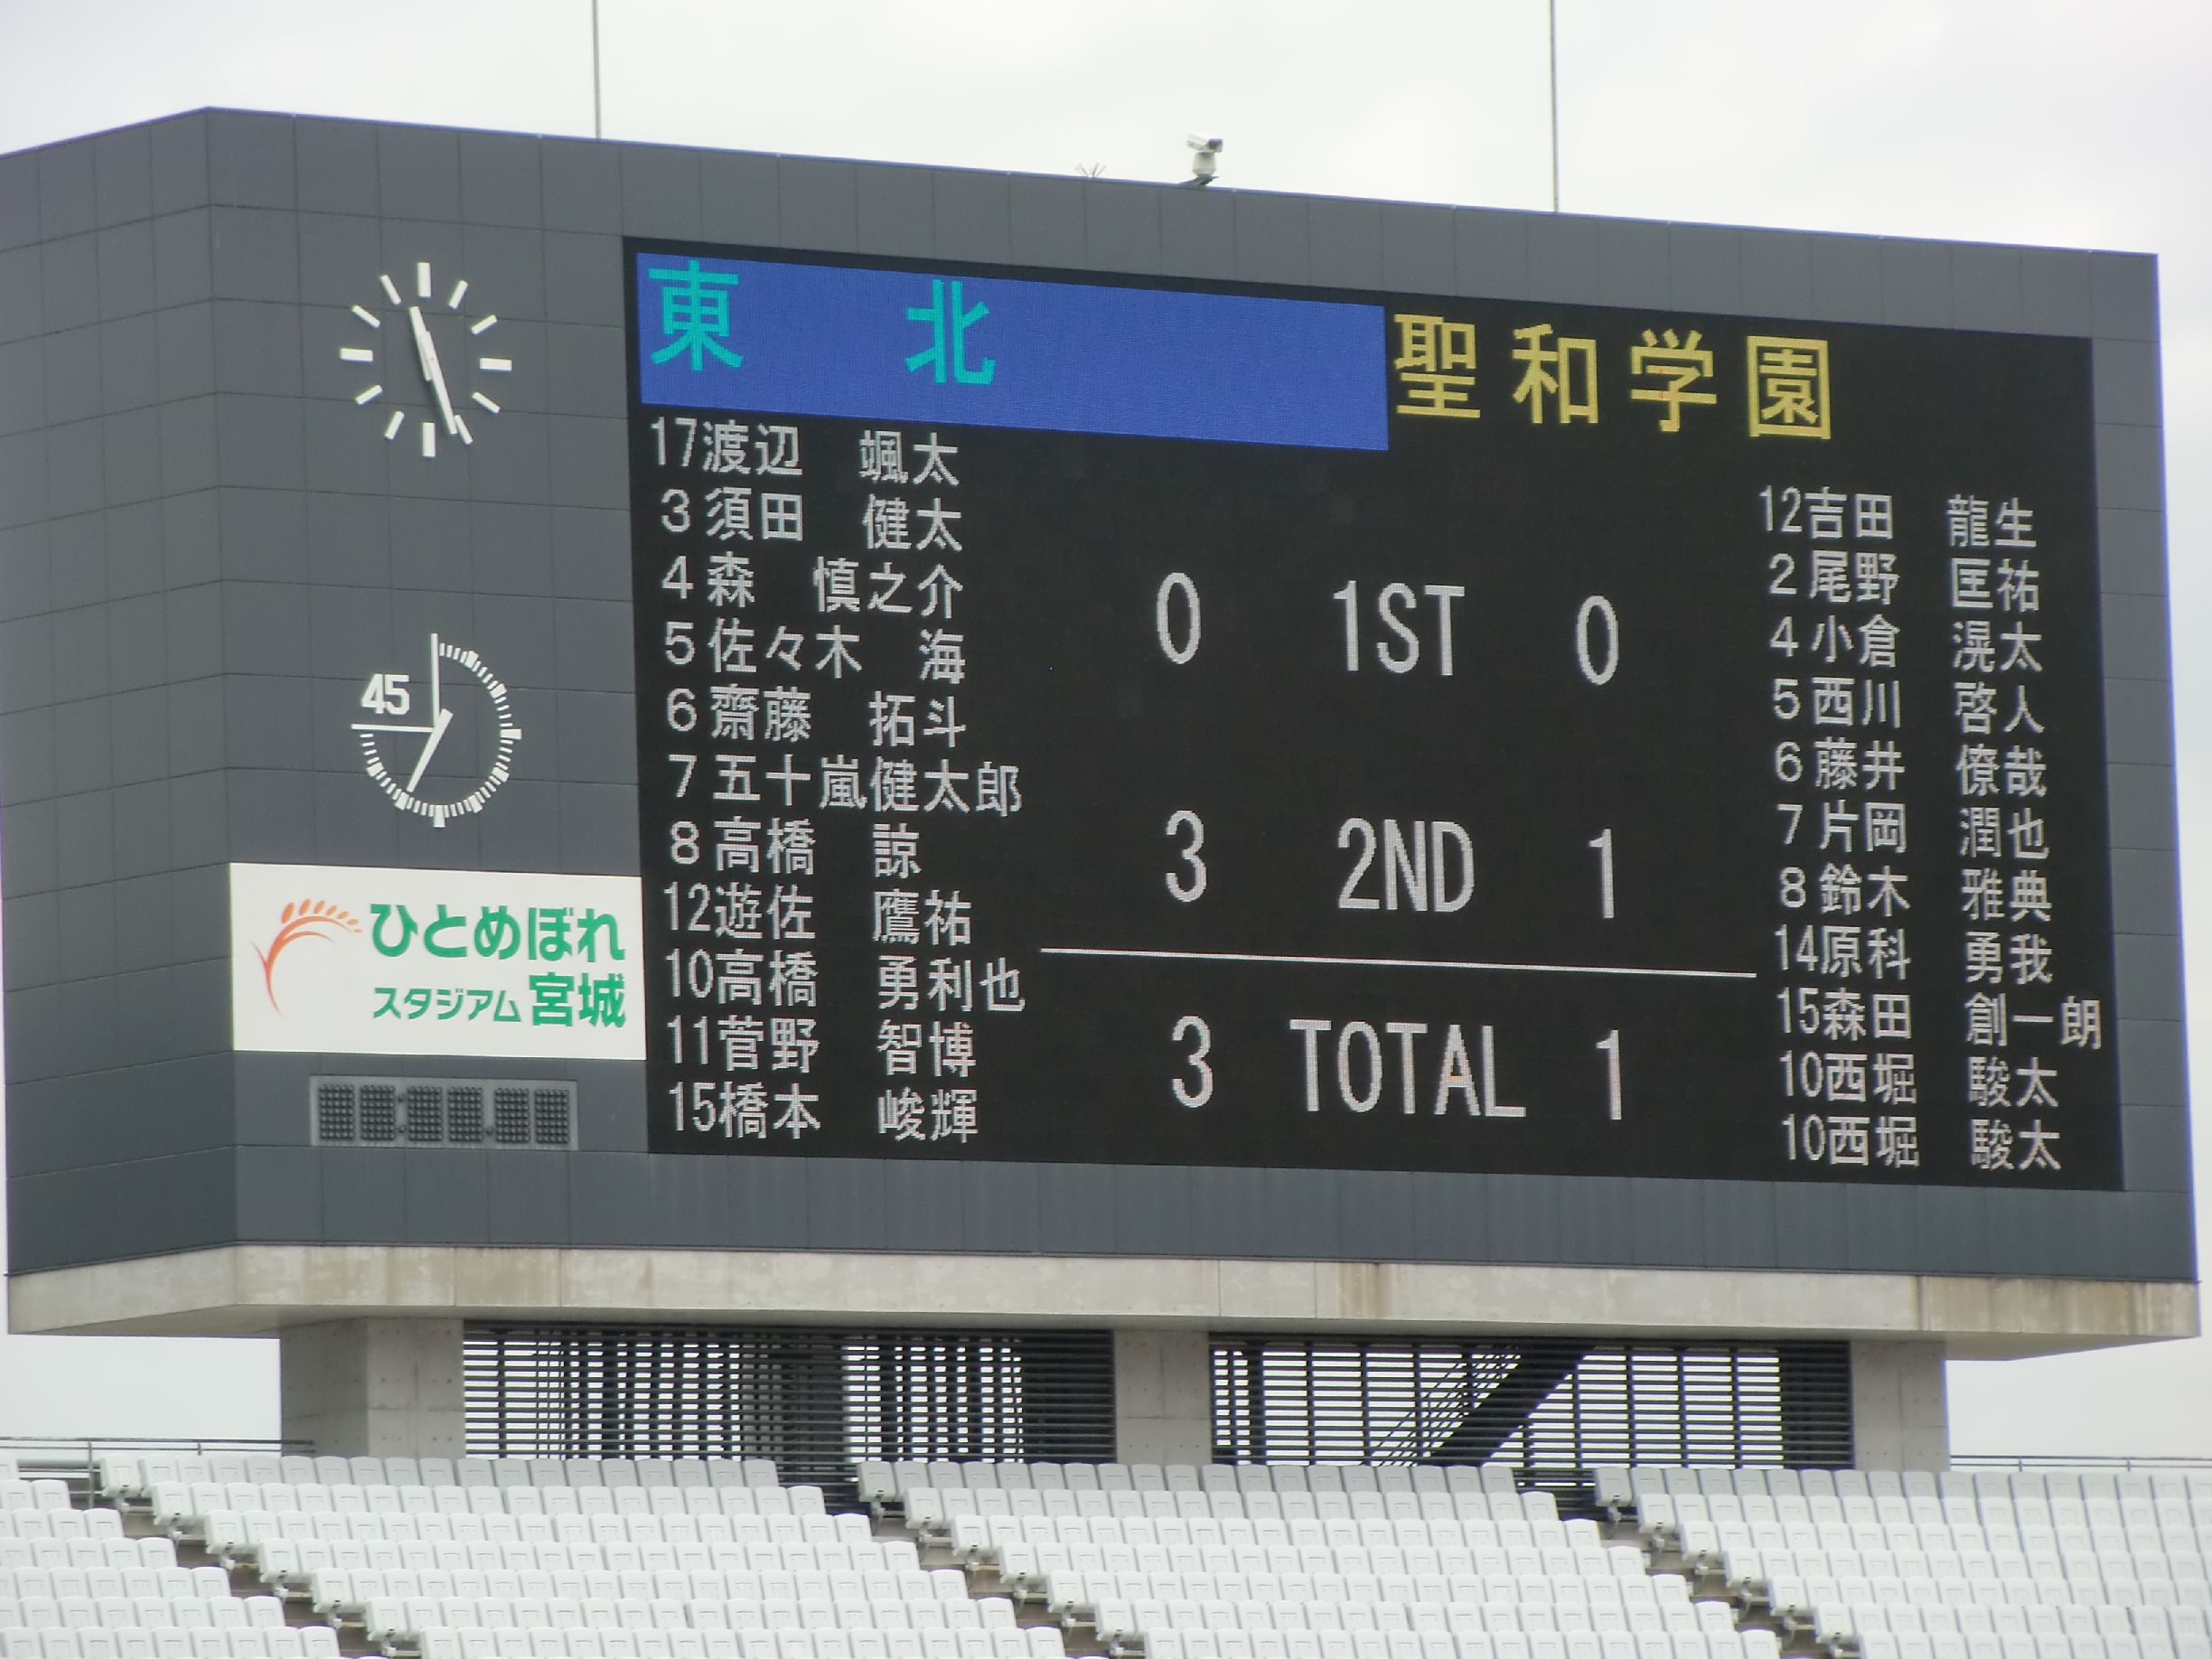 東北
聖和学園
17渡辺 颯太
3須田 健太
4森 慎之介
5佐々木 海
6齋藤 拓斗
7五十嵐健太郎
8高橋 諒
12遊佐 鷹祐
10高橋 勇利也
11菅野 智博
15橋本 峻輝
0 1ST 0
3 2ND 1
3 TOTAL 1
12吉田 龍生
2尾野 匡祐
4小倉 滉太
5西川 啓人
6藤井 僚哉
7片岡 潤也
8鈴木 雅典
14原科 勇我
15森田 創一朗
10西堀 駿太
10西堀 駿太
45
ひとめぼれ
スタジアム宮城